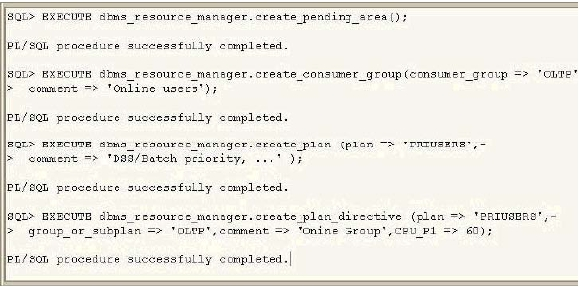 SQL> EXECUTE dbms_resource_manager.create_pending_area();
PL/SQL procedure successfully completed.
SQL> EXECUTE dbms_resource_manager.create_consumer_group(consumer_group => 'OLTP'
> comment => 'Online users');
PL/SQL procedure successfully completed.
SQL> EXECUTE dbms_resource_manager.create_plan (plan => 'PRIUSERS',-
> comment => 'DSS/Batch priority, ...' );
PL/SQL procedure successfully completed.
SQL> EXECUTE dbms_resource_manager.create_plan_directive (plan => 'PRIUSERS',-
> group_or_subplan => 'OLTP',comment => 'Onine Group',CPU_P1 => 60);
PL/SQL procedure successfully completed.